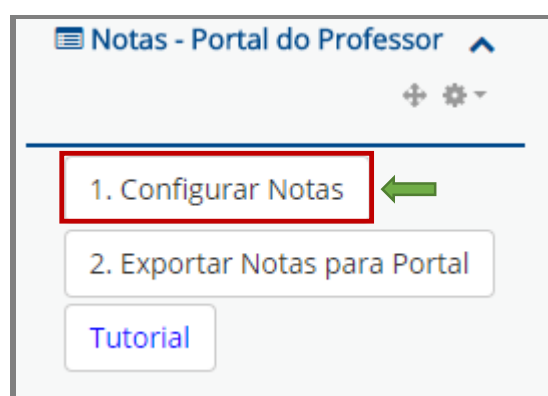 Notas - Portal do Professor
1. Configurar Notas
2. Exportar Notas para Portal
Tutorial